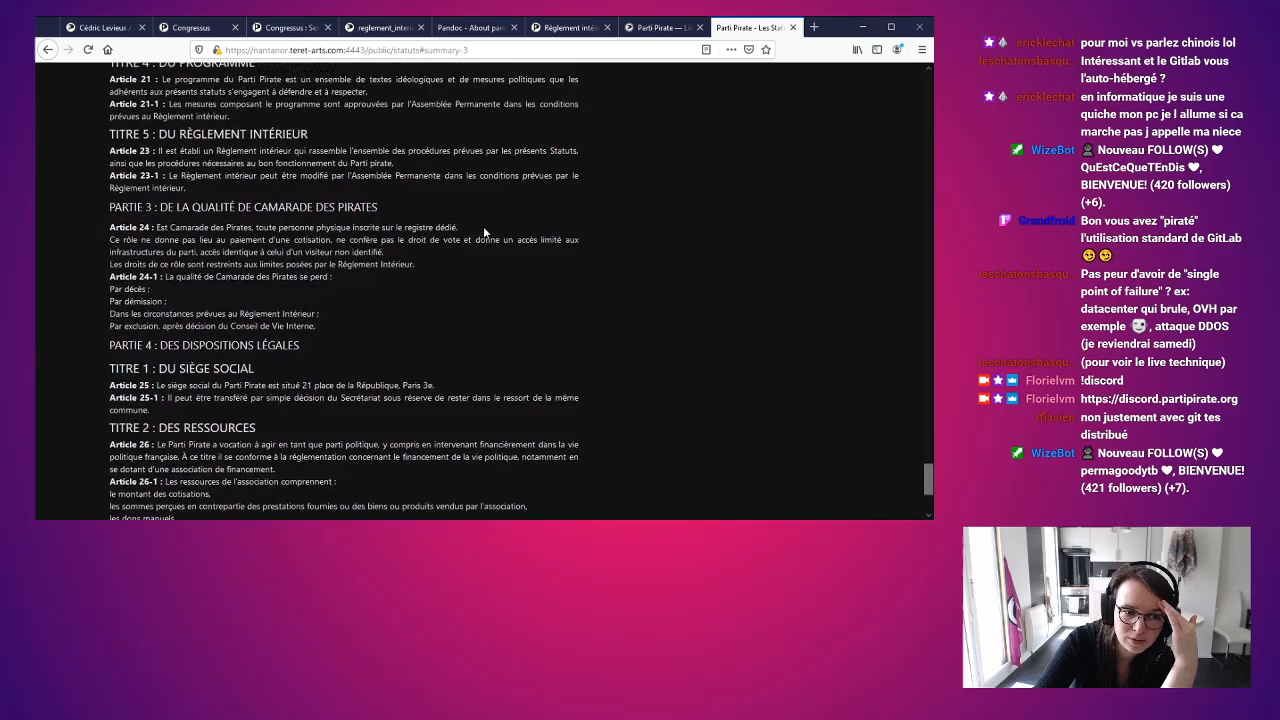 Cédric Levieux /
Congressus
Congressus : Se
reglement_interi
Pandoc - About pan
Règlement intéri
Parti Pirate — Li
Parti Pirate - Les Stat
https://nantanor.teret-arts.com:4443/public/statuts#summary-3
TITRE 4 : DU PROGRAMME
Article 21 : Le programme du Parti Pirate est un ensemble de textes idéologiques et de mesures politiques que les
adhérents aux présents statuts s'engagent à défendre et à respecter.
Article 21-1 : Les mesures composant le programme sont approuvées par l'Assemblée Permanente dans les conditions
prévues au Règlement intérieur.
TITRE 5 : DU RÈGLEMENT INTÉRIEUR
Article 23 : Il est établi un Règlement intérieur qui rassemble l'ensemble des procédures prévues par les présents Statuts,
ainsi que les procédures nécessaires au bon fonctionnement du Parti pirate.
Article 23-1 : Le Règlement intérieur peut être modifié par l'Assemblée Permanente dans les conditions prévues par le
Règlement intérieur.
PARTIE 3 : DE LA QUALITÉ DE CAMARADE DES PIRATES
Article 24 : Est Camarade des Pirates, toute personne physique inscrite sur le registre dédié.
Ce rôle ne donne pas lieu au paiement d'une cotisation, ne confère pas le droit de vote et donne un accès limité aux
infrastructures du parti, accès identique à celui d'un visiteur non identifié.
Les droits de ce rôle sont restreints aux limites posées par le Règlement Intérieur.
Article 24-1 : La qualité de Camarade des Pirates se perd :
Par décès ;
Par démission ;
Dans les circonstances prévues au Règlement Intérieur ;
Par exclusion, après décision du Conseil de Vie Interne.
PARTIE 4 : DES DISPOSITIONS LÉGALES
TITRE 1 : DU SIÈGE SOCIAL
Article 25 : Le siège social du Parti Pirate est situé 21 place de la République, Paris 3e.
Article 25-1 : Il peut être transféré par simple décision du Secrétariat sous réserve de rester dans le ressort de la même
commune.
TITRE 2 : DES RESSOURCES
Article 26 : Le Parti Pirate a vocation à agir en tant que parti politique, y compris en intervenant financièrement dans la vie
politique française. À ce titre il se conforme à la réglementation concernant le financement de la vie politique, notamment en
se dotant d'une association de financement.
Article 26-1 : Les ressources de l'association comprennent :
le montant des cotisations,
les sommes perçues en contrepartie des prestations fournies ou des biens ou produits vendus par l'association.
les dons manuels
ericklechat pour moi vs parlez chinois lol
leschatonsbasqu... Intéressant et le Gitlab vous
l'auto-hébergé ?
ericklechat en informatique je suis une
quiche mon pc je l allume si ca
marche pas j appelle ma niece
WizeBot Nouveau FOLLOW(S)
QuEstCeQueTEnDis ,
BIENVENUE! (420 followers)
(+6).
Grandfroid Bon vous avez "piraté"
l'utilisation standard de GitLab
leschatonsbasqu... Pas peur d'avoir de "single
point of failure" ? ex:
datacenter qui brule, OVH par
exemple , attaque DDOS
(je reviendrai samedi)
leschatonsbasqu... (pour voir le live technique)
Florielvm !discord
Florielvm https://discord.partipirate.org
rflavien non justement avec git tes
distribué
WizeBot Nouveau FOLLOW(S)
permagoodytb , BIENVENUE!
(421 followers) (+7).